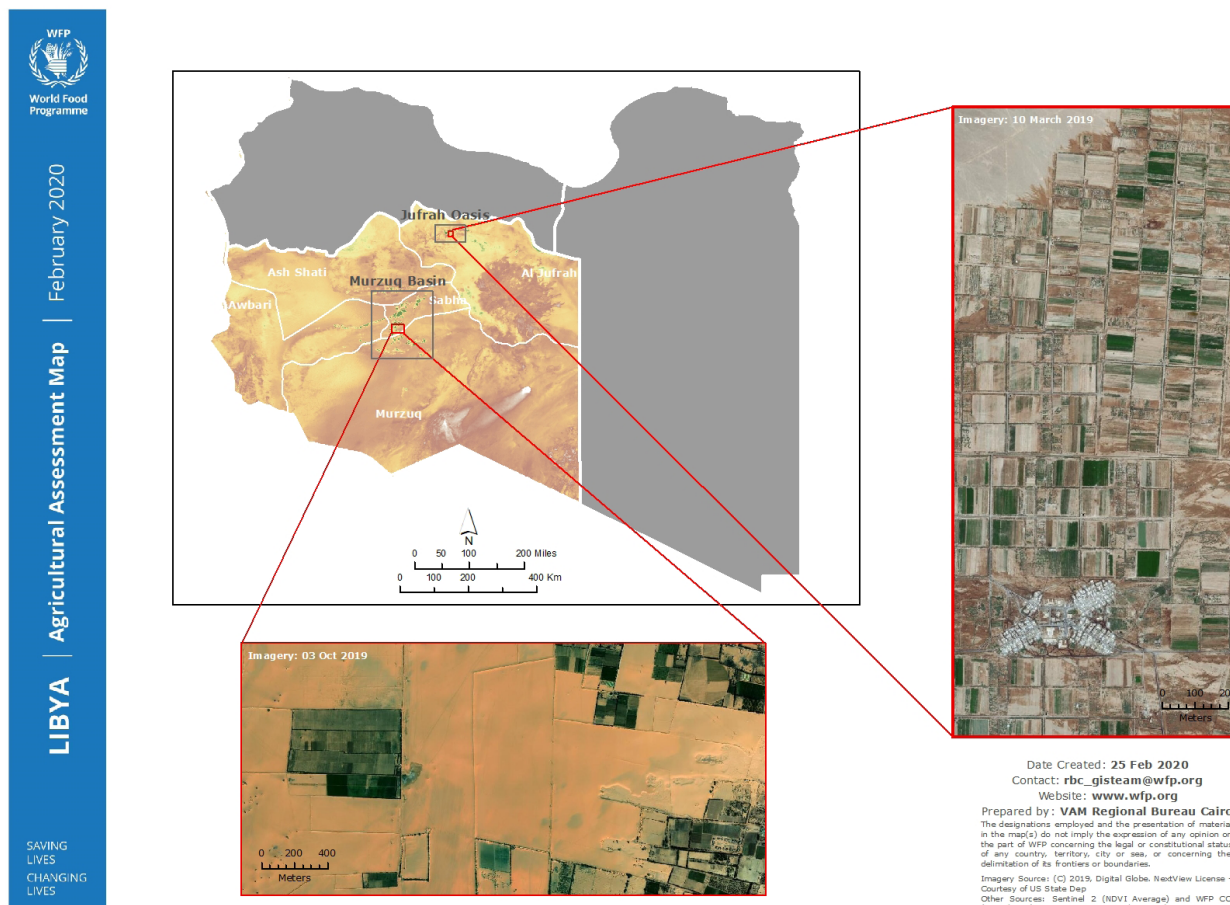 WFP
World Food
Programme
LIBYA | Agricultural Assessment Map | February 2020
SAVING
LIVES
CHANGING
LIVES
Jufrah Oasis
Ash Shati
Al Jufrah
Murzuq Basin
Awbari
Sabha
Murzuq
N
0 50 100 200 Miles
0 100 200 400 Km
Imagery: 10 March 2019
0 100 20
Meters
Imagery: 03 Oct 2019
0 200 400
Meters
Date Created: 25 Feb 2020
Contact: rbc_gisteam@wfp.org
Website: www.wfp.org
Prepared by: VAM Regional Bureau Cairo
The designations employed and the presentation of material
in the map(s) do not imply the expression of any opinion on
the part of WFP concerning the legal or constitutional status
of any country, territory, city or sea, or concerning the
delimitation of its frontiers or boundaries.
Imagery Source: (C) 2019, Digital Globe, NextView License -
Courtesy of US State Dep
Other Sources: Sentinel 2 (NDVI Average) and WFP CO